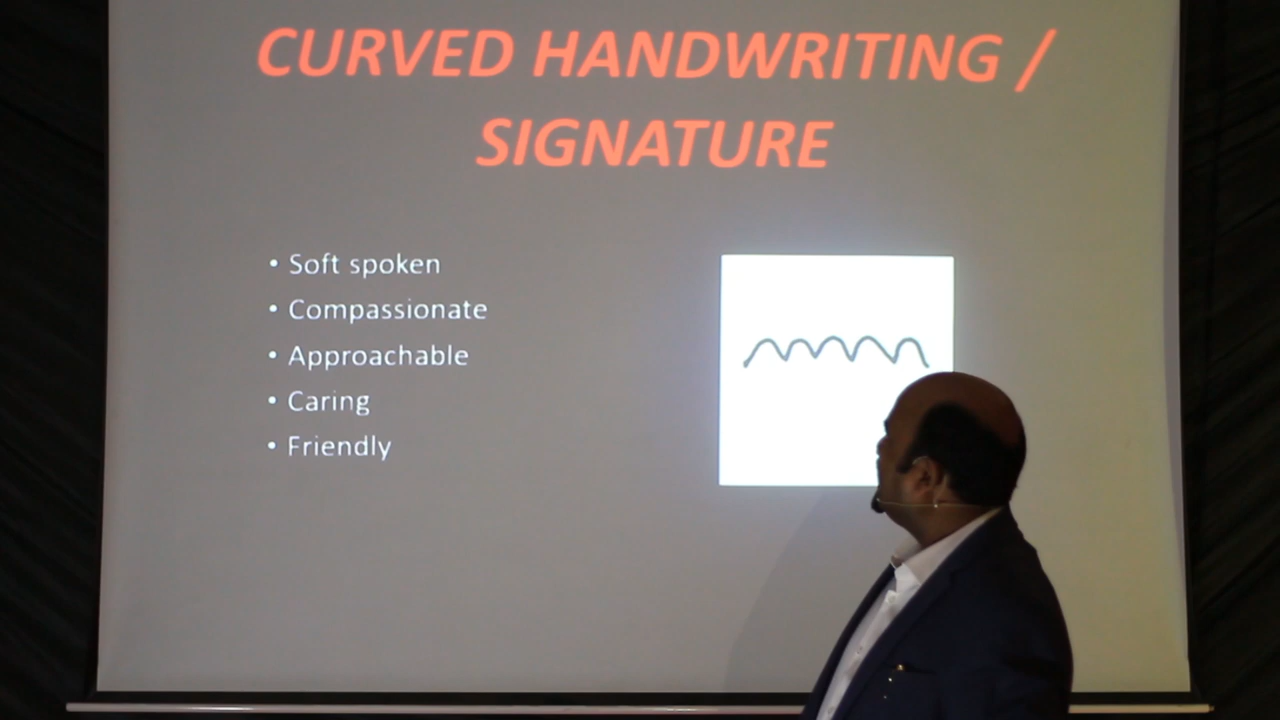 CURVED HANDWRITING /
SIGNATURE
• Soft spoken
• Compassionate
• Approachable
• Caring
• Friendly